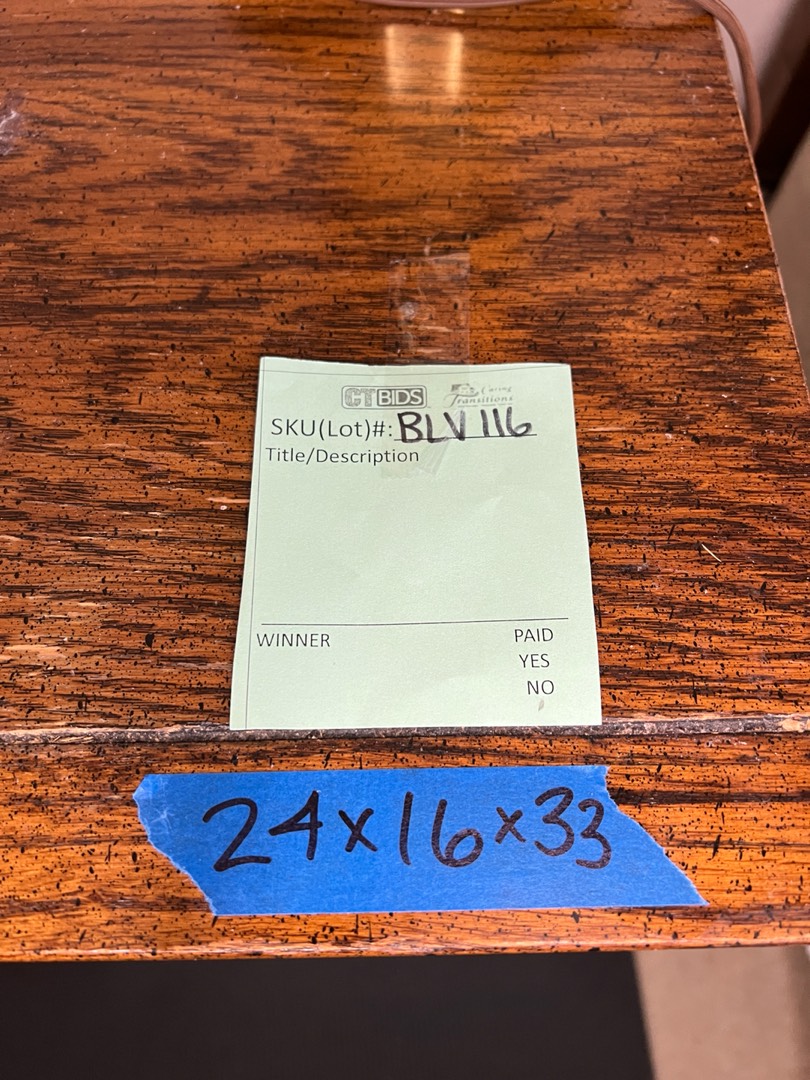 CTBIDS Caring Transitions
SKU(Lot)#: BLV 116
Title/Description
WINNER PAID
YES
NO
24x16x33